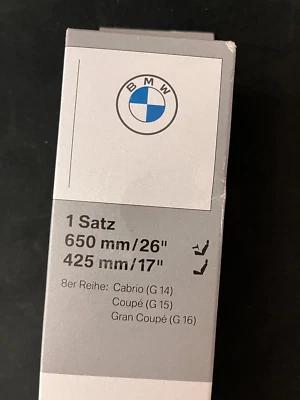 BMW
1 Satz
650 mm/26"
425 mm/17"
8er Reihe: Cabrio (G 14)
Coupé (G 15)
Gran Coupé (G 16)